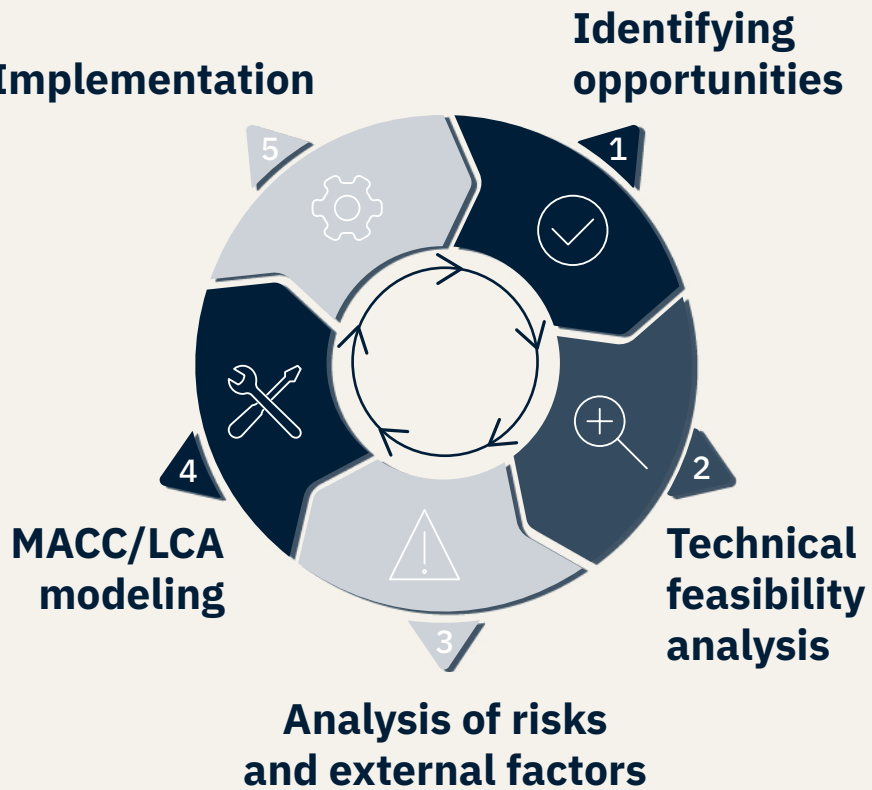 Identifying
opportunities
1
2
Technical
feasibility
analysis
3
Analysis of risks
and external factors
4
MACC/LCA
modeling
5
Implementation